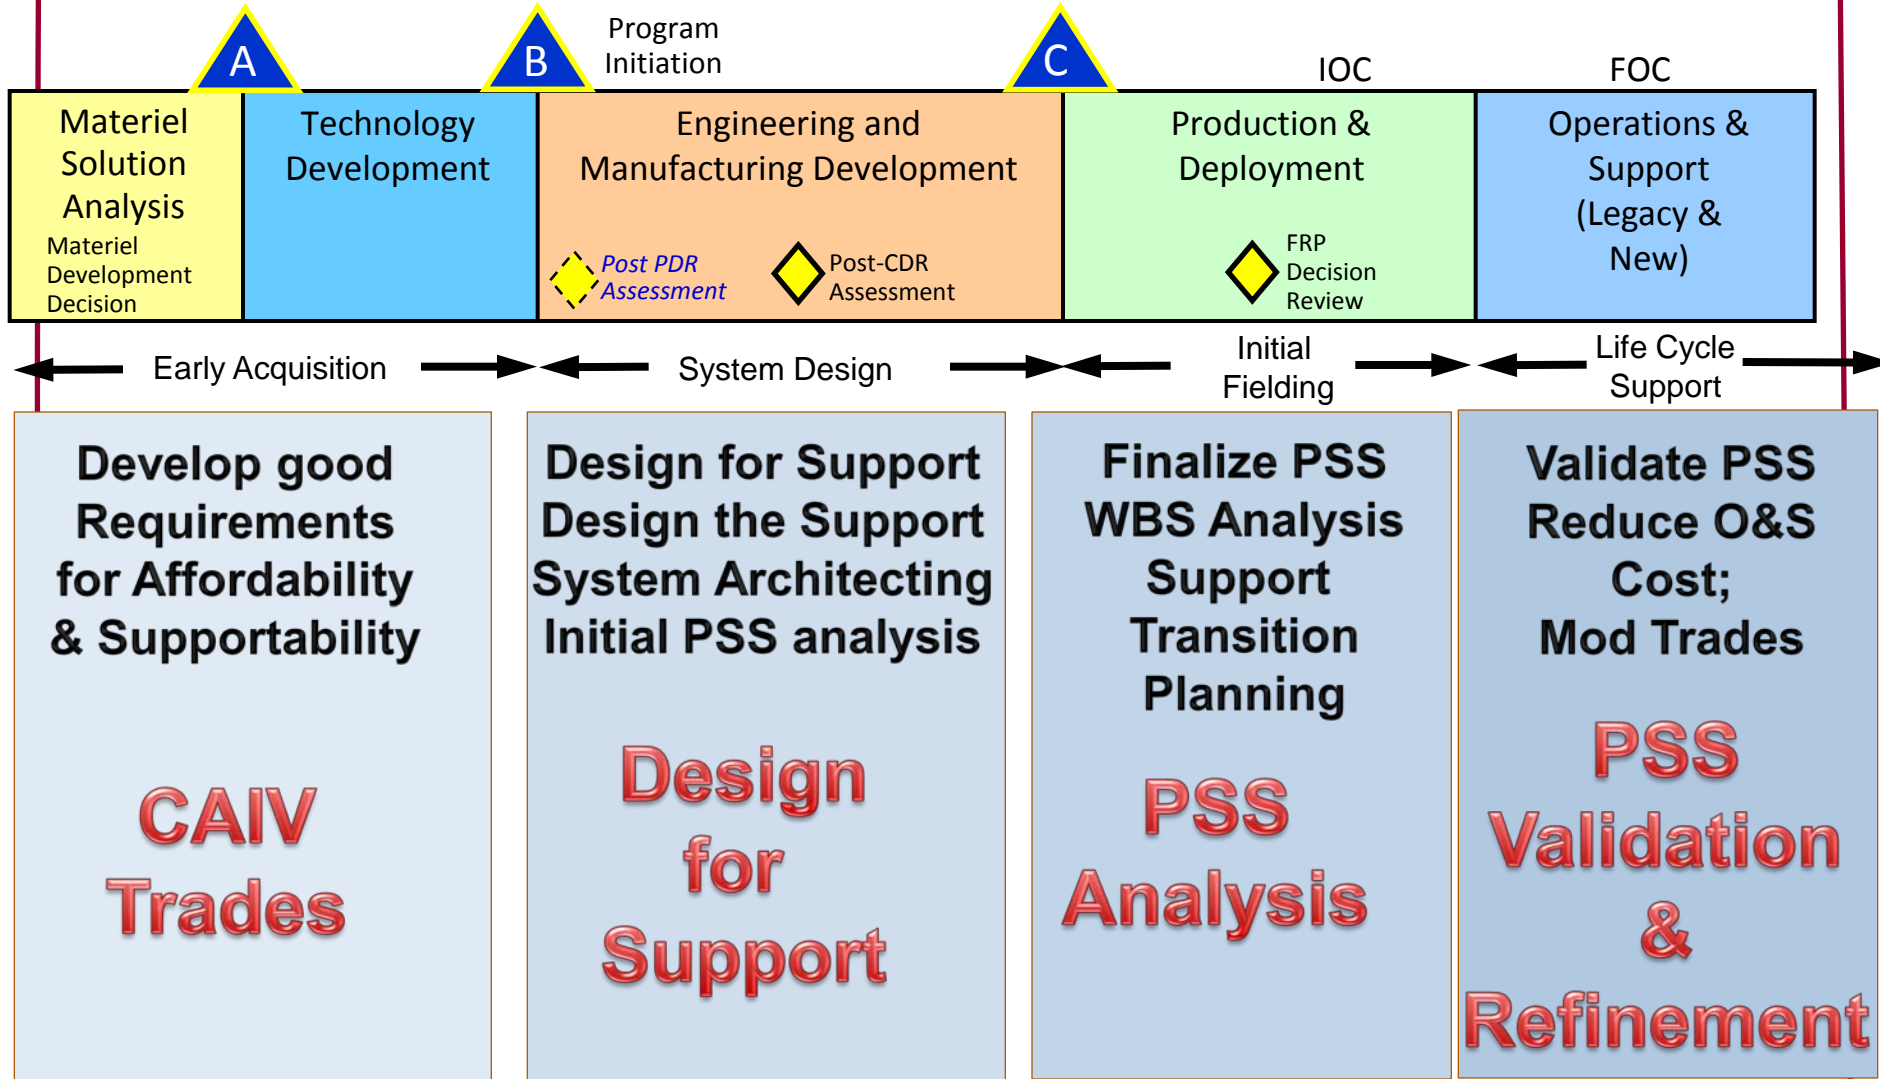 A
B
Program
Initiation
C
IOC
FOC
Materiel
Solution
Analysis
Materiel
Development
Decision
Technology
Development
Engineering and
Manufacturing Development
Post PDR
Assessment
Post-CDR
Assessment
Production &
Deployment
FRP
Decision
Review
Operations &
Support
(Legacy &
New)
Early Acquisition
System Design
Initial
Fielding
Life Cycle
Support
Develop good
Requirements
for Affordability
& Supportability
CAIV
Trades
Design for Support
Design the Support
System Architecting
Initial PSS analysis
Design
for
Support
Finalize PSS
WBS Analysis
Support
Transition
Planning
PSS
Analysis
Validate PSS
Reduce O&S
Cost;
Mod Trades
PSS
Validation
&
Refinement